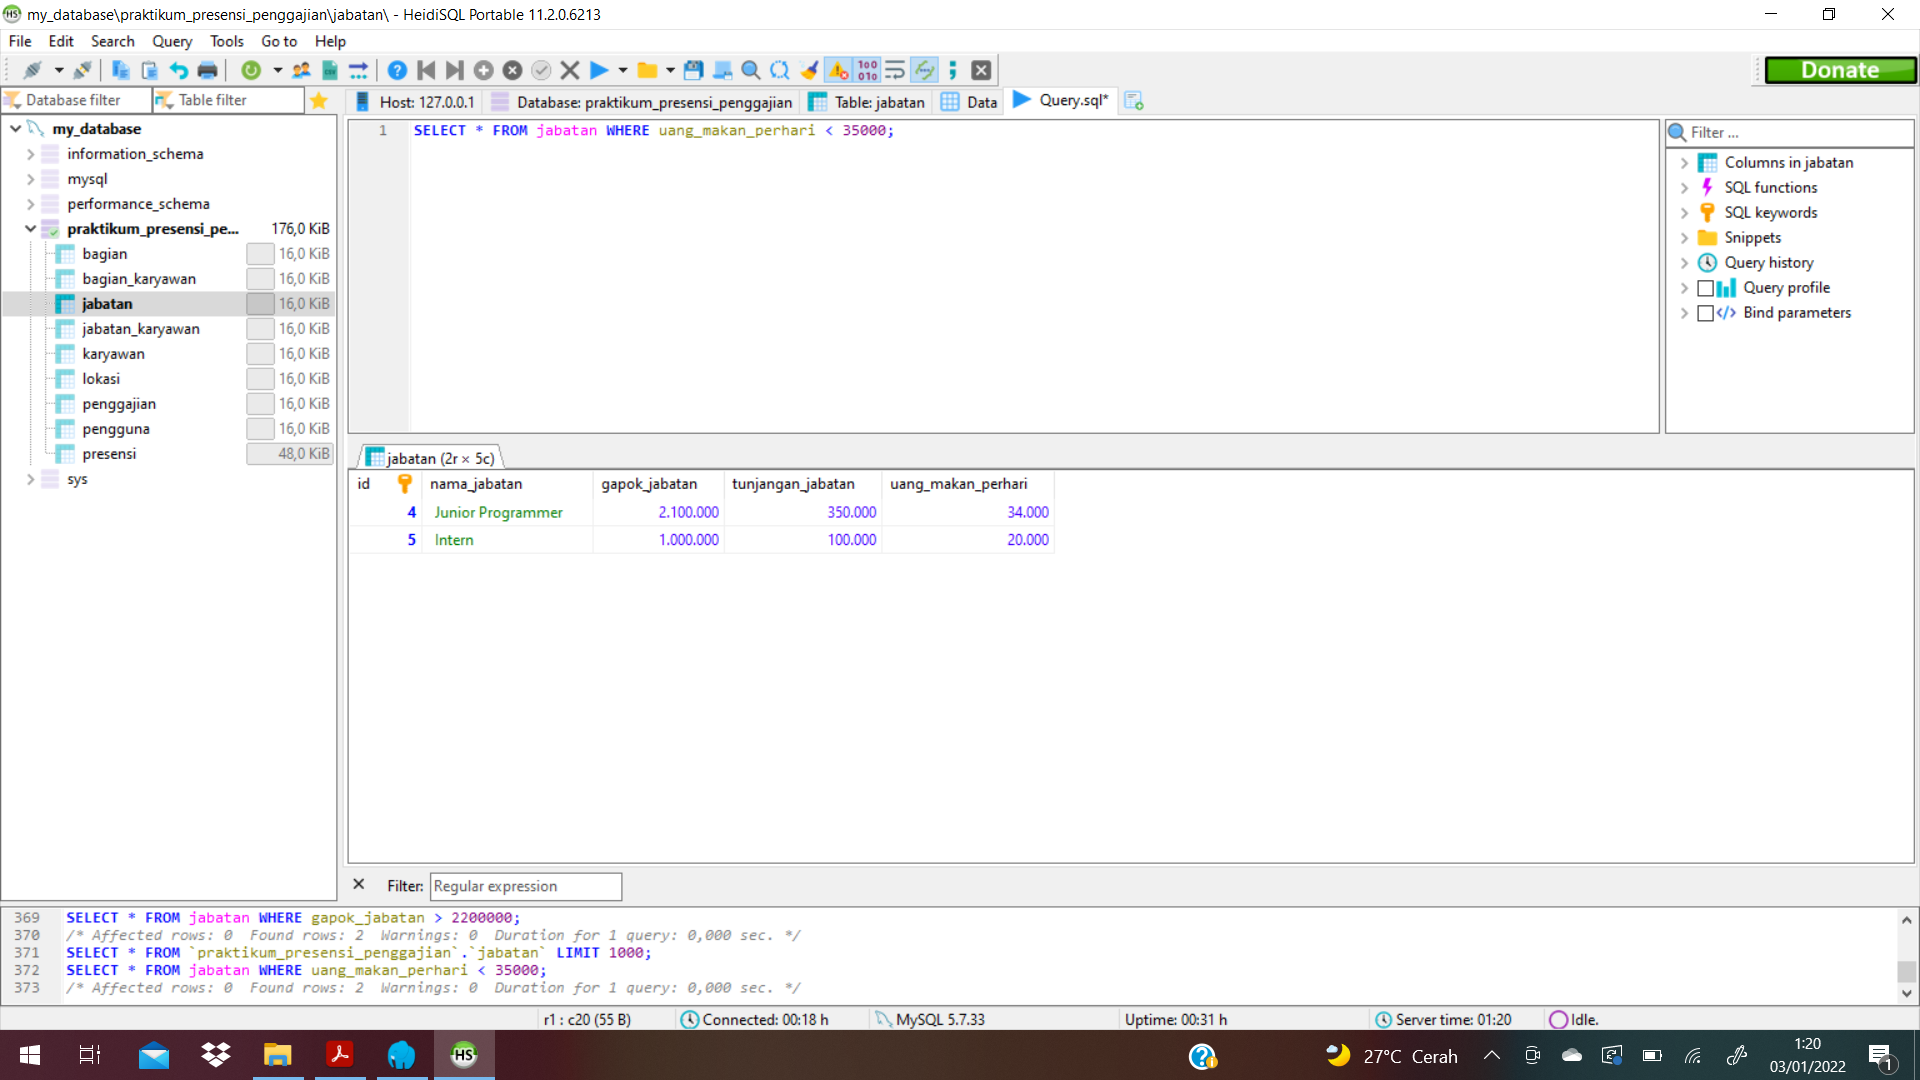 my_database\praktikum_presensi_penggajian\jabatan\ - HeidiSQL Portable 11.2.0.6213
File Edit Search Query Tools Go to Help
Donate
Database filter Table filter
Host: 127.0.0.1 Database: praktikum_presensi_penggajian Table: jabatan Data Query.sql*
my_database
information_schema
mysql
performance_schema
praktikum_presensi_pe... 176,0 KiB
bagian 16,0 KiB
bagian_karyawan 16,0 KiB
jabatan 16,0 KiB
jabatan_karyawan 16,0 KiB
karyawan 16,0 KiB
lokasi 16,0 KiB
penggajian 16,0 KiB
pengguna 16,0 KiB
presensi 48,0 KiB
sys
1 SELECT * FROM jabatan WHERE uang_makan_perhari < 35000;
Filter ...
Columns in jabatan
SQL functions
SQL keywords
Snippets
Query history
Query profile
Bind parameters
jabatan (2r × 5c)
id nama_jabatan gapok_jabatan tunjangan_jabatan uang_makan_perhari
4 Junior Programmer 2.100.000 350.000 34.000
5 Intern 1.000.000 100.000 20.000
Filter: Regular expression
369 SELECT * FROM jabatan WHERE gapok_jabatan > 2200000;
370 /* Affected rows: 0 Found rows: 2 Warnings: 0 Duration for 1 query: 0,000 sec. */
371 SELECT * FROM `praktikum_presensi_penggajian`.`jabatan` LIMIT 1000;
372 SELECT * FROM jabatan WHERE uang_makan_perhari < 35000;
373 /* Affected rows: 0 Found rows: 2 Warnings: 0 Duration for 1 query: 0,000 sec. */
r1 : c20 (55 B) Connected: 00:18 h MySQL 5.7.33 Uptime: 00:31 h Server time: 01:20 Idle.
HS
27°C Cerah
1:20
03/01/2022
1